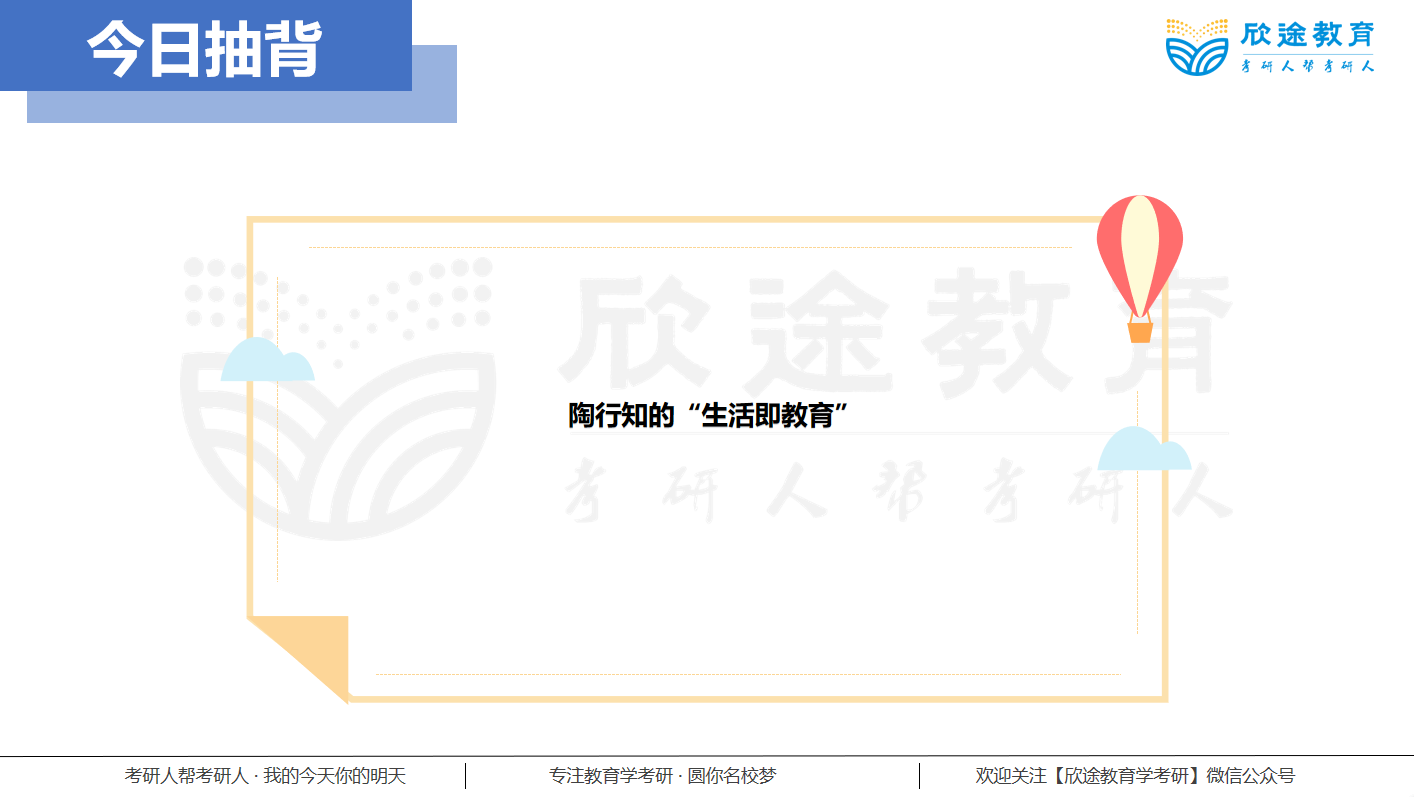 今日抽背
欣途教育
考研人帮考研人
欣途教育
陶行知的“生活即教育”
考研人帮考研人
考研人帮考研人 · 我的今天你的明天
专注教育学考研 · 圆你名校梦
欢迎关注【欣途教育学考研】微信公众号